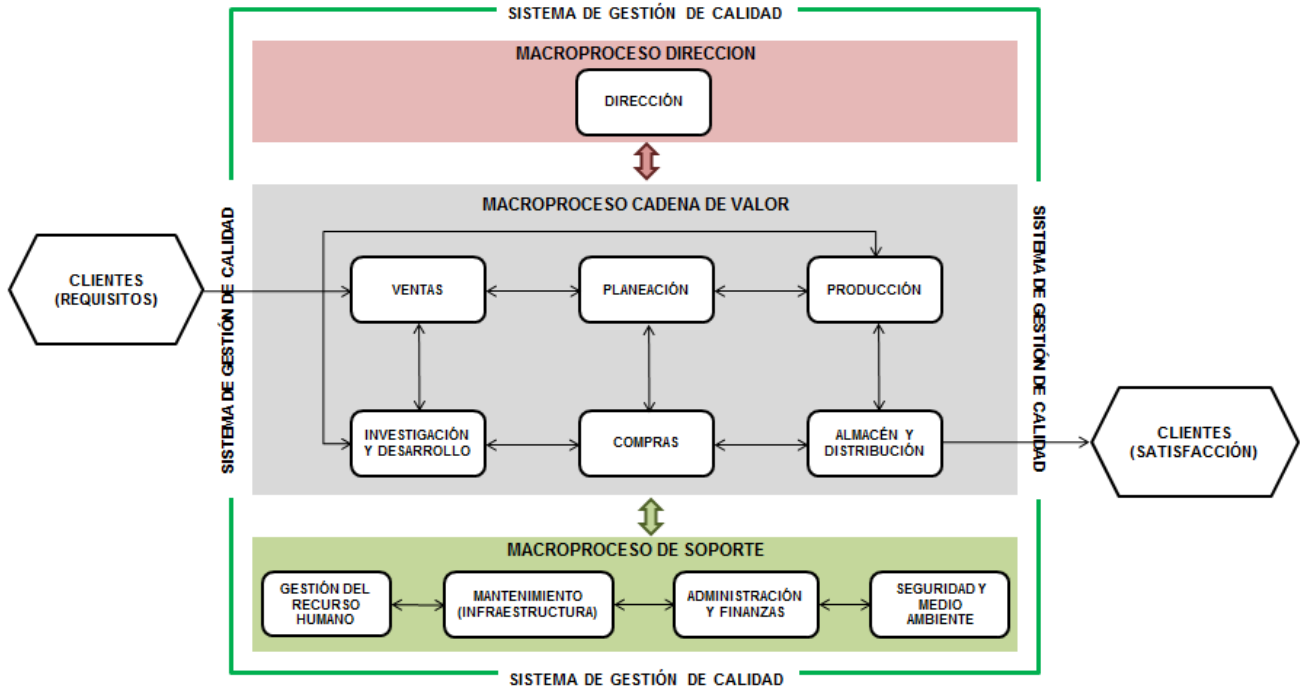 SISTEMA DE GESTIÓN DE CALIDAD
MACROPROCESO DIRECCION
DIRECCIÓN
MACROPROCESO CADENA DE VALOR
SISTEMA DE GESTIÓN DE CALIDAD
SISTEMA DE GESTIÓN DE CALIDAD
CLIENTES
(REQUISITOS)
VENTAS
PLANEACIÓN
PRODUCCIÓN
INVESTIGACIÓN
Y DESARROLLO
COMPRAS
ALMACÉN Y
DISTRIBUCIÓN
CLIENTES
(SATISFACCIÓN)
MACROPROCESO DE SOPORTE
GESTIÓN DEL
RECURSO
HUMANO
MANTENIMIENTO
(INFRAESTRUCTURA)
ADMINISTRACIÓN
Y FINANZAS
SEGURIDAD Y
MEDIO
AMBIENTE
SISTEMA DE GESTIÓN DE CALIDAD